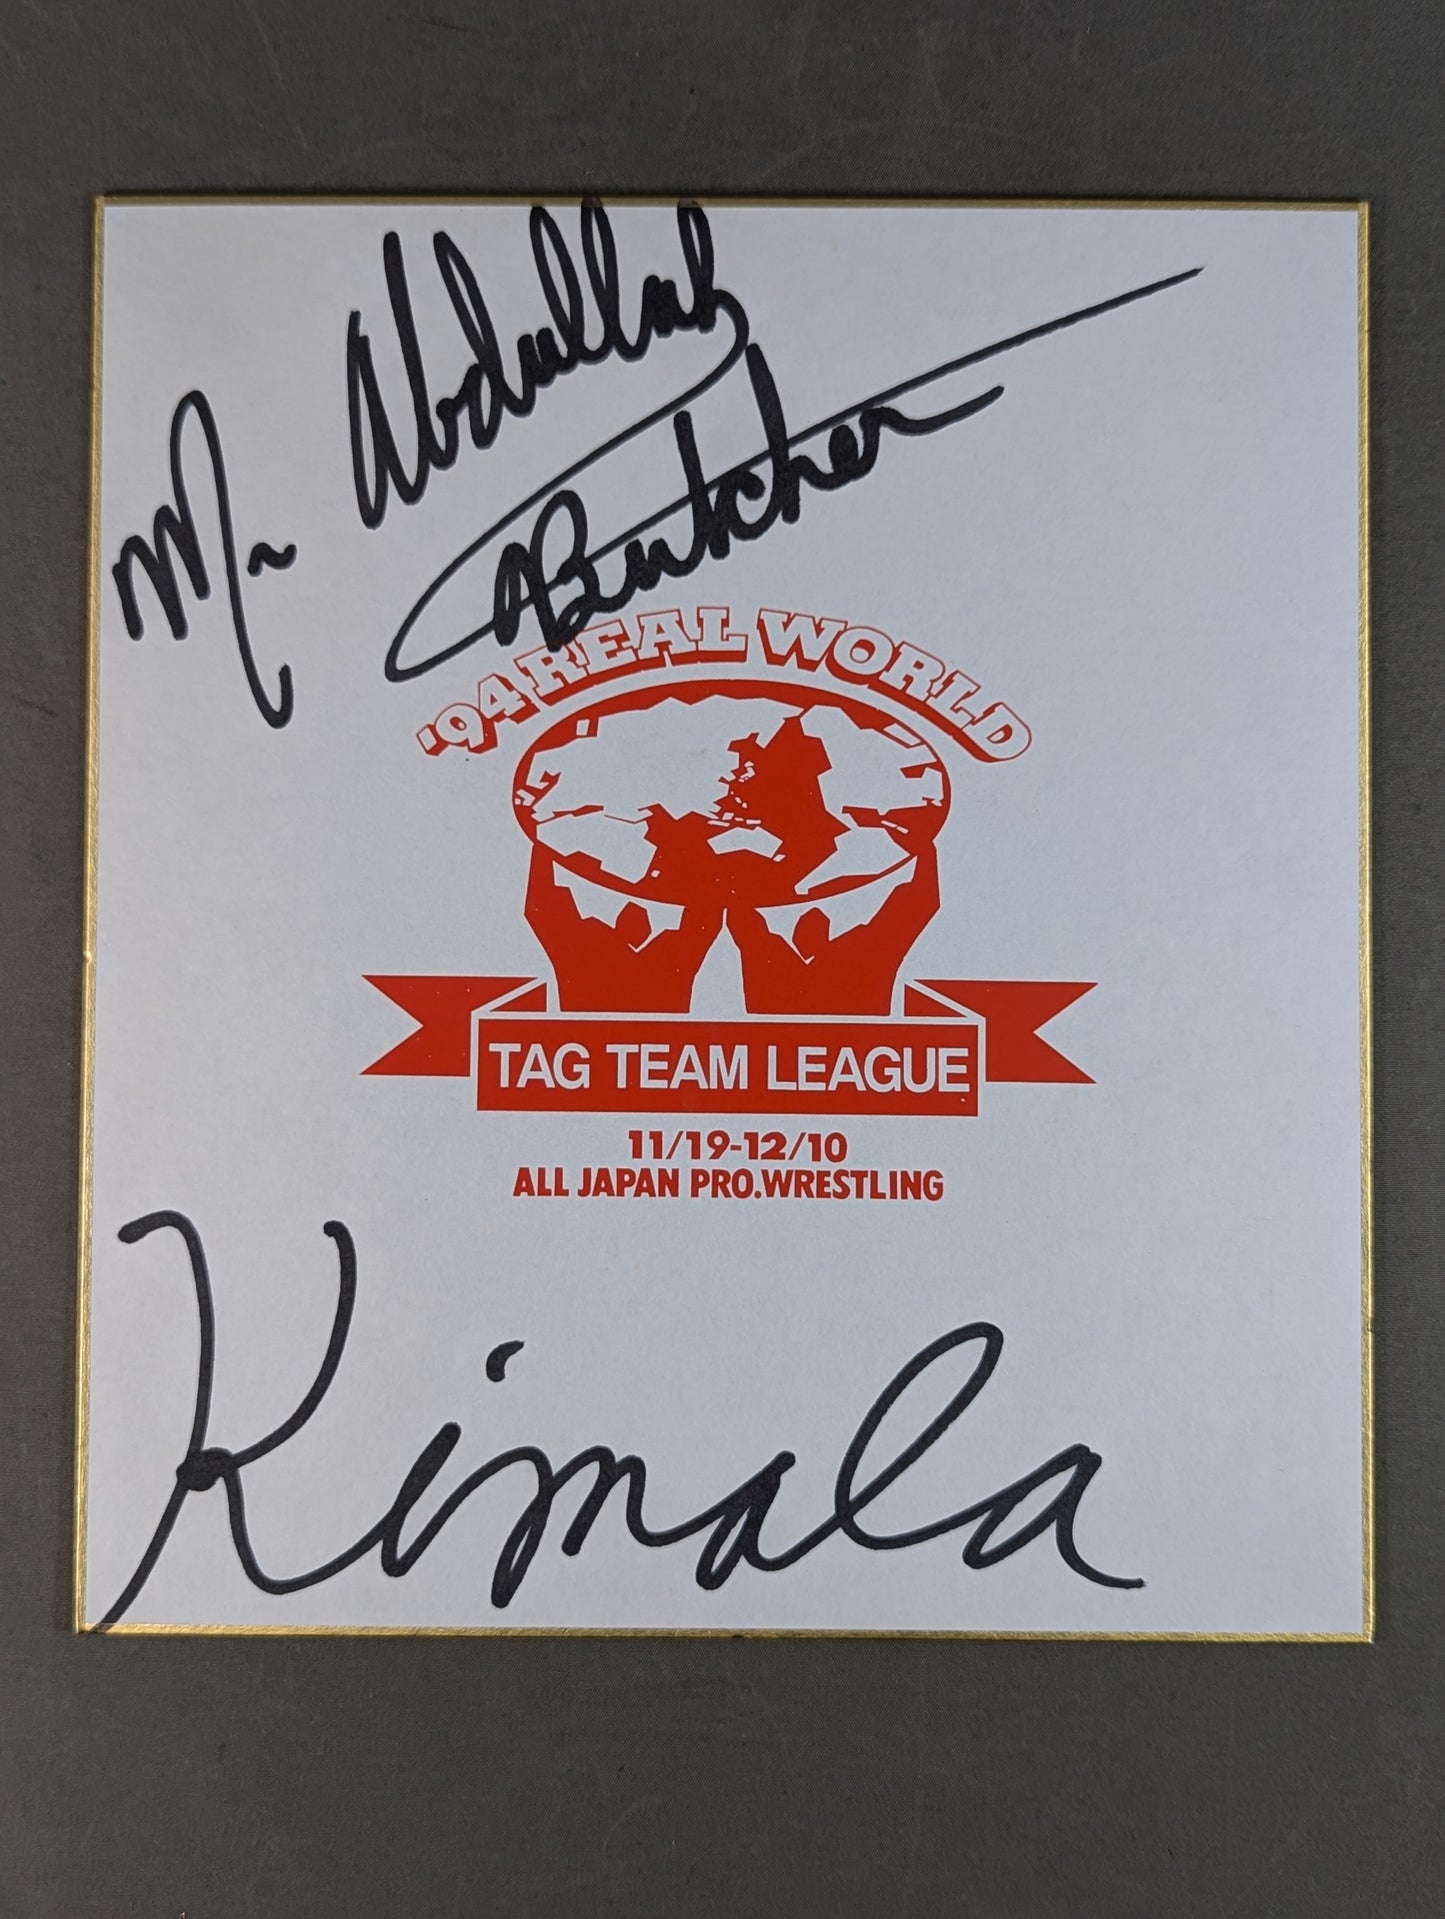 Mr Abdullah
Butcher
'94 REAL WORLD
TAG TEAM LEAGUE
11/19-12/10
ALL JAPAN PRO.WRESTLING
Kimala